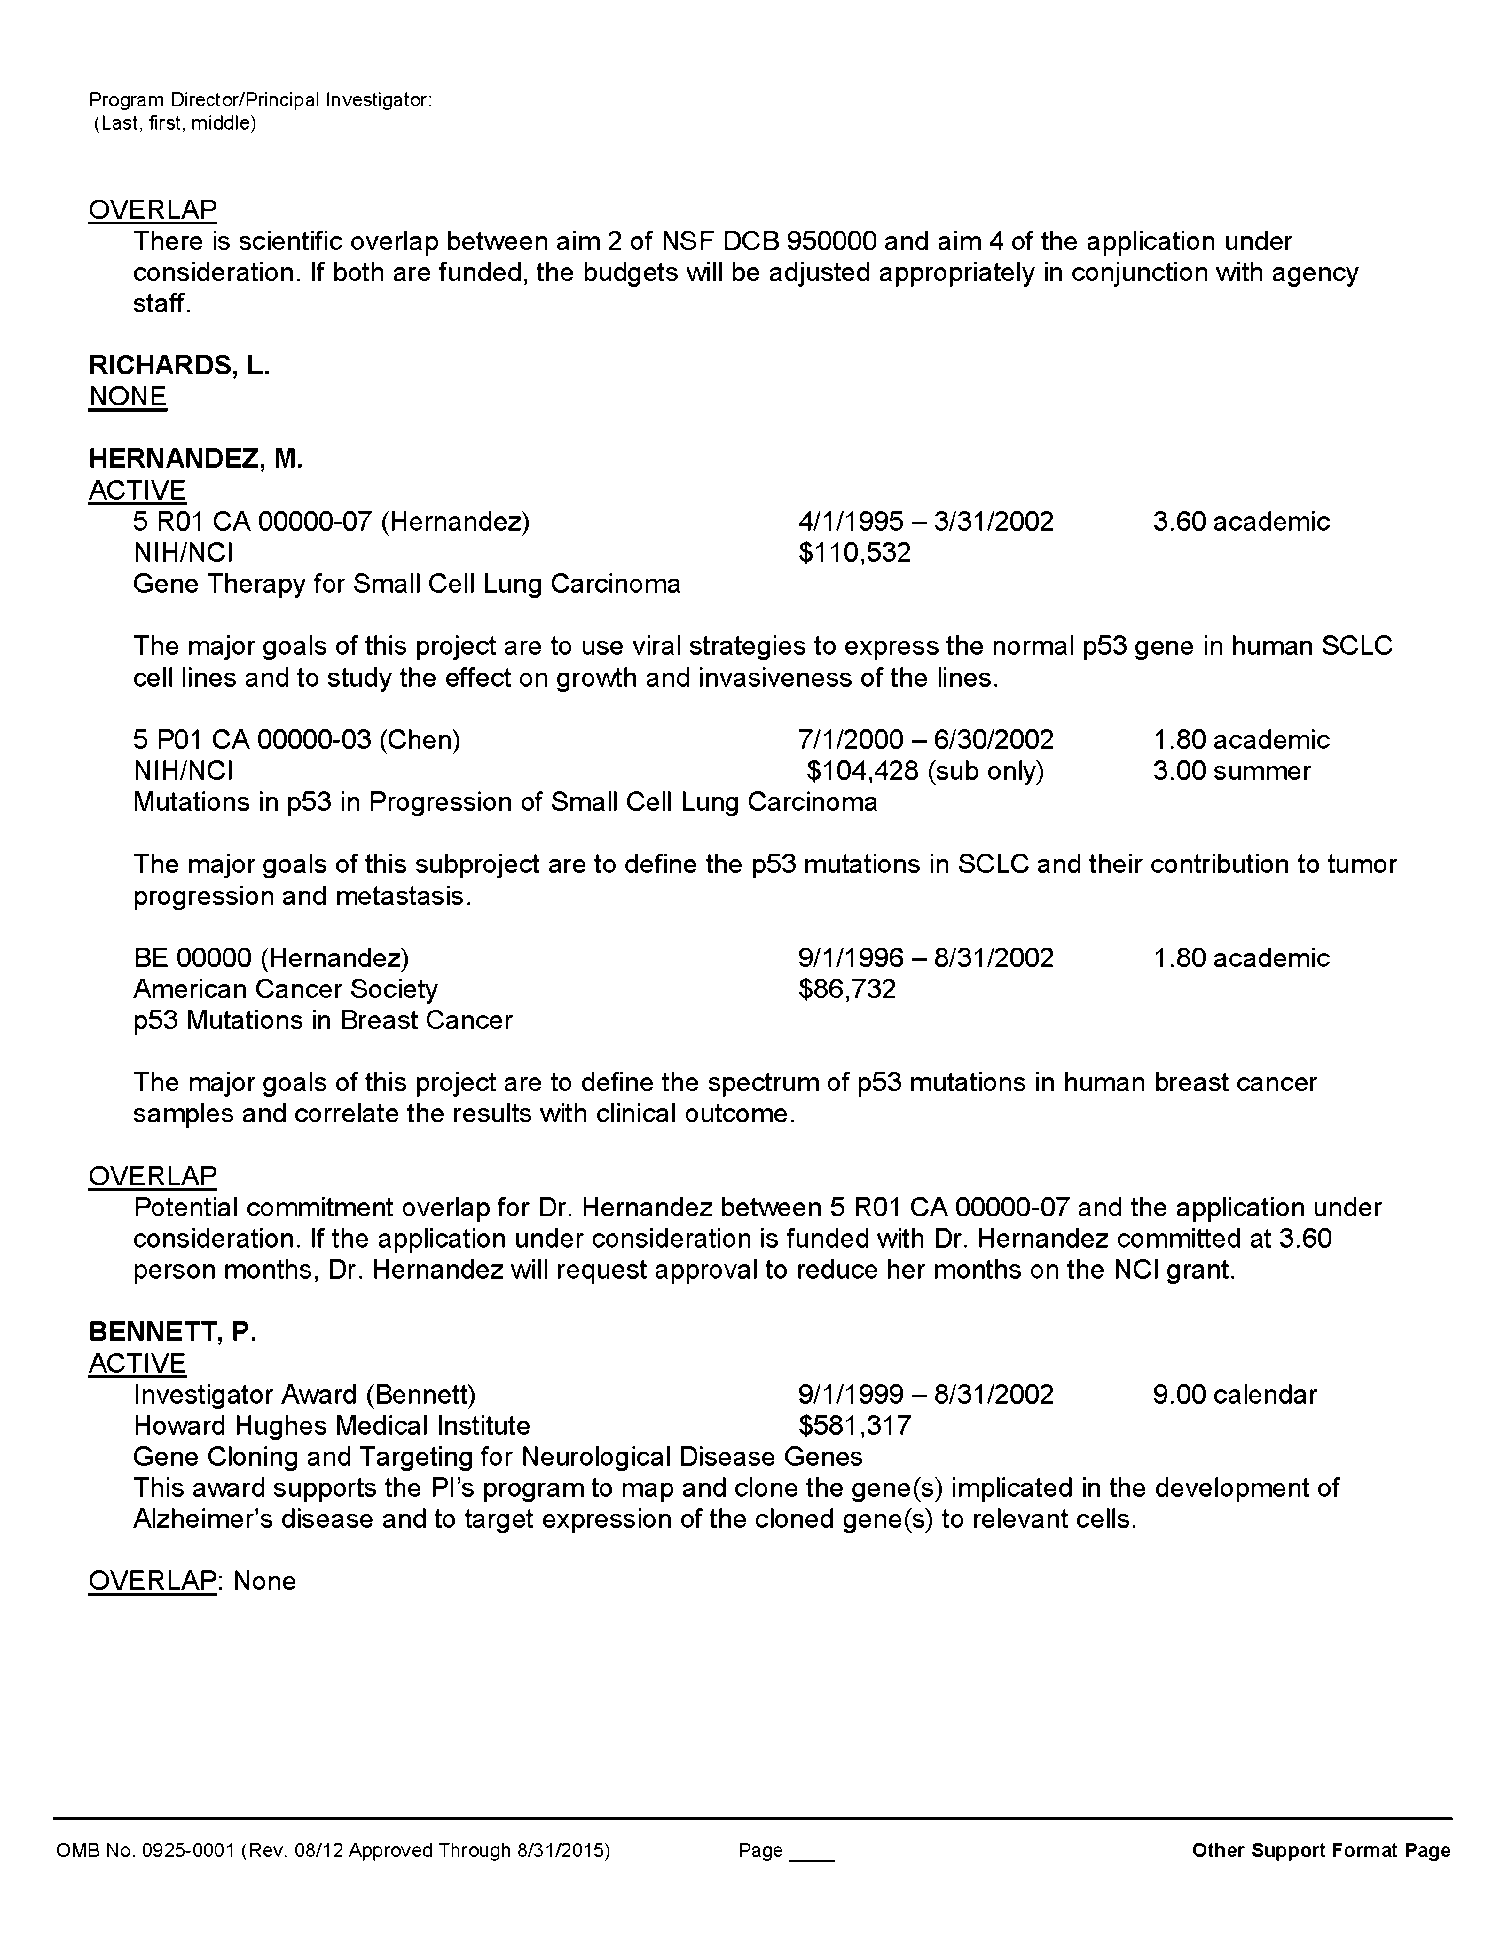 Program Director/Principal Investigator:
(Last, first, middle)
OVERLAP
There is scientific overlap between aim 2 of NSF DCB 950000 and aim 4 of the application under
consideration. If both are funded, the budgets will be adjusted appropriately in conjunction with agency
staff.
RICHARDS, L.
NONE
HERNANDEZ, M.
ACTIVE
5 R01 CA 00000-07 (Hernandez) 4/1/1995 – 3/31/2002 3.60 academic
NIH/NCI $110,532
Gene Therapy for Small Cell Lung Carcinoma
The major goals of this project are to use viral strategies to express the normal p53 gene in human SCLC
cell lines and to study the effect on growth and invasiveness of the lines.
5 P01 CA 00000-03 (Chen) 7/1/2000 – 6/30/2002 1.80 academic
NIH/NCI $104,428 (sub only) 3.00 summer
Mutations in p53 in Progression of Small Cell Lung Carcinoma
The major goals of this subproject are to define the p53 mutations in SCLC and their contribution to tumor
progression and metastasis.
BE 00000 (Hernandez) 9/1/1996 – 8/31/2002 1.80 academic
American Cancer Society $86,732
p53 Mutations in Breast Cancer
The major goals of this project are to define the spectrum of p53 mutations in human breast cancer
samples and correlate the results with clinical outcome.
OVERLAP
Potential commitment overlap for Dr. Hernandez between 5 R01 CA 00000-07 and the application under
consideration. If the application under consideration is funded with Dr. Hernandez committed at 3.60
person months, Dr. Hernandez will request approval to reduce her months on the NCI grant.
BENNETT, P.
ACTIVE
Investigator Award (Bennett) 9/1/1999 – 8/31/2002 9.00 calendar
Howard Hughes Medical Institute $581,317
Gene Cloning and Targeting for Neurological Disease Genes
This award supports the PI’s program to map and clone the gene(s) implicated in the development of
Alzheimer’s disease and to target expression of the cloned gene(s) to relevant cells.
OVERLAP: None
OMB No. 0925-0001 (Rev. 08/12 Approved Through 8/31/2015) Page ____ Other Support Format Page